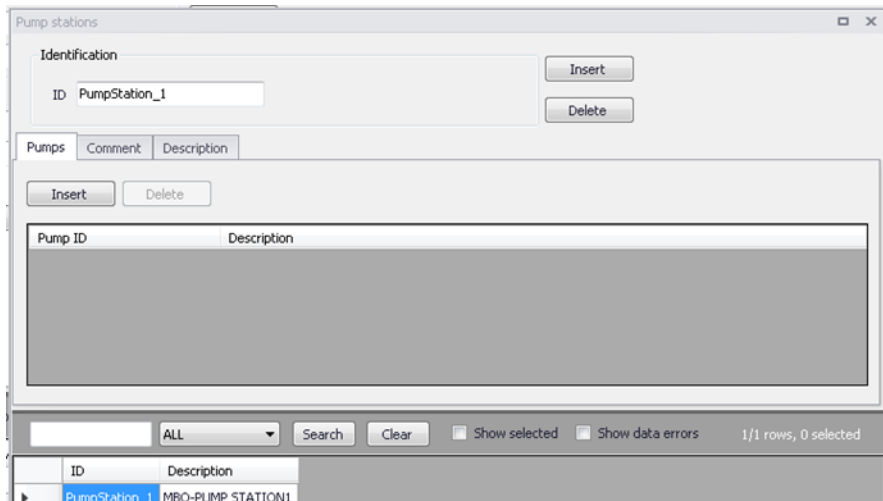 Pump stations
Identification
Insert
ID PumpStation_1
Delete
Pumps Comment Description
Insert Delete
Pump ID Description
ALL Search Clear Show selected Show data errors 1/1 rows, 0 selected
ID Description
PumpStation_1 MBO-PUMP STATION1